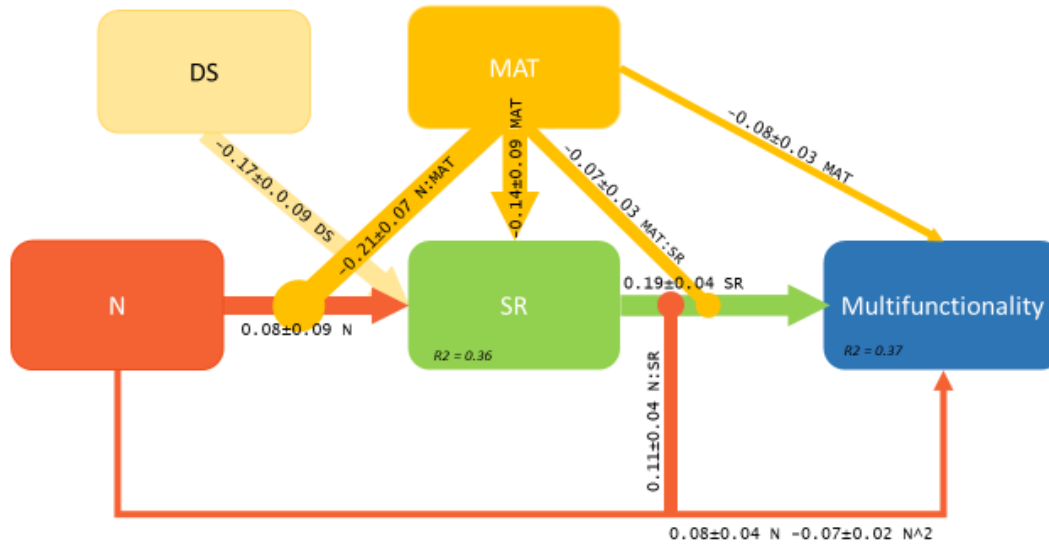 DS
MAT
-0.17±0.0.09 DS
-0.21±0.07 N:MAT
-0.14±0.09 MAT
-0.07±0.03 MAT:SR
-0.08±0.03 MAT
N
0.08±0.09 N
SR
R2 = 0.36
0.19±0.04 SR
Multifunctionality
R2 = 0.37
0.11±0.04 N:SR
0.08±0.04 N -0.07±0.02 N^2